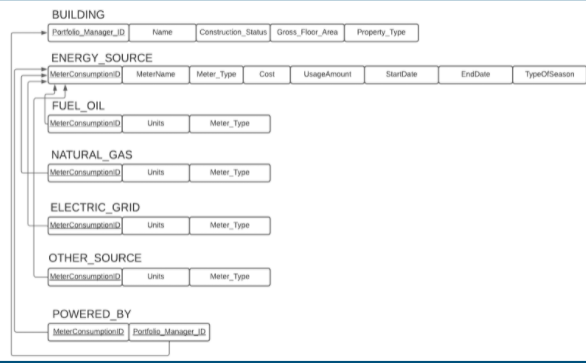 BUILDING
Portfolio_Manager_ID Name Construction_Status Gross_Floor_Area Property_Type
ENERGY_SOURCE
MeterConsumptionID MeterName Meter_Type Cost UsageAmount StartDate EndDate TypeOfSeason
FUEL_OIL
MeterConsumptionID Units Meter_Type
NATURAL_GAS
MeterConsumptionID Units Meter_Type
ELECTRIC_GRID
MeterConsumptionID Units Meter_Type
OTHER_SOURCE
MeterConsumptionID Units Meter_Type
POWERED_BY
MeterConsumptionID Portfolio_Manager_ID